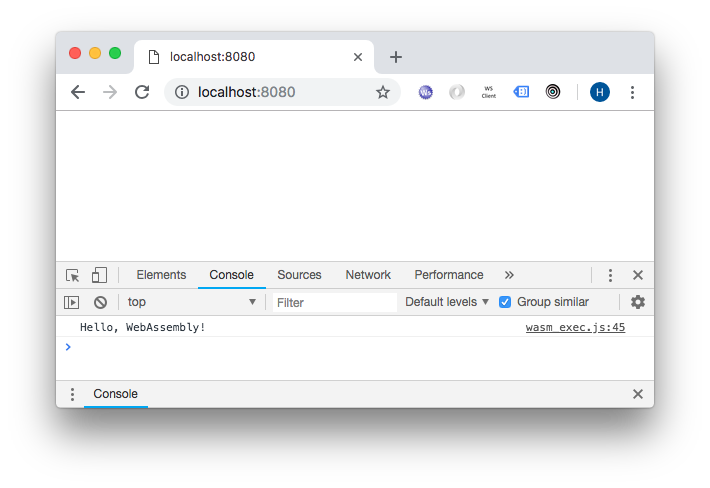 localhost:8080
localhost:8080
Ws
WS
Client
H
Elements Console Sources Network Performance »
top Filter Default levels Group similar
Hello, WebAssembly! wasm_exec.js:45
Console